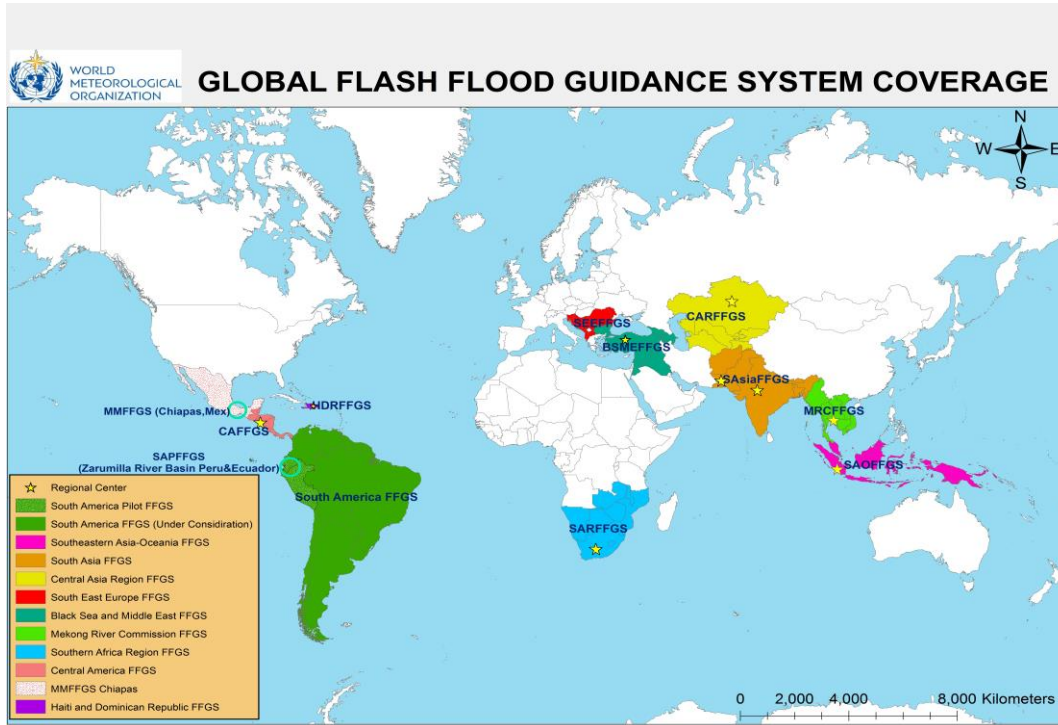 WORLD
METEOROLOGICAL
ORGANIZATION
GLOBAL FLASH FLOOD GUIDANCE SYSTEM COVERAGE
N
W E
S
CARFFGS
SEEFFGS
BSMEFFGS
SAsiaFFGS
MMFFGS (Chiapas,Mex)
HDRFFGS
MRCFFGS
CAFFGS
SAPFFGS
(Zarumilla River Basin Peru&Ecuador)
SAOFFGS
South America FFGS
SARFFGS
Regional Center
South America Pilot FFGS
South America FFGS (Under Considiration)
Southeastern Asia-Oceania FFGS
South Asia FFGS
Central Asia Region FFGS
South East Europe FFGS
Black Sea and Middle East FFGS
Mekong River Commission FFGS
Southern Africa Region FFGS
Central America FFGS
MMFFGS Chiapas
Haiti and Dominican Republic FFGS
0 2,000 4,000 8,000 Kilometers